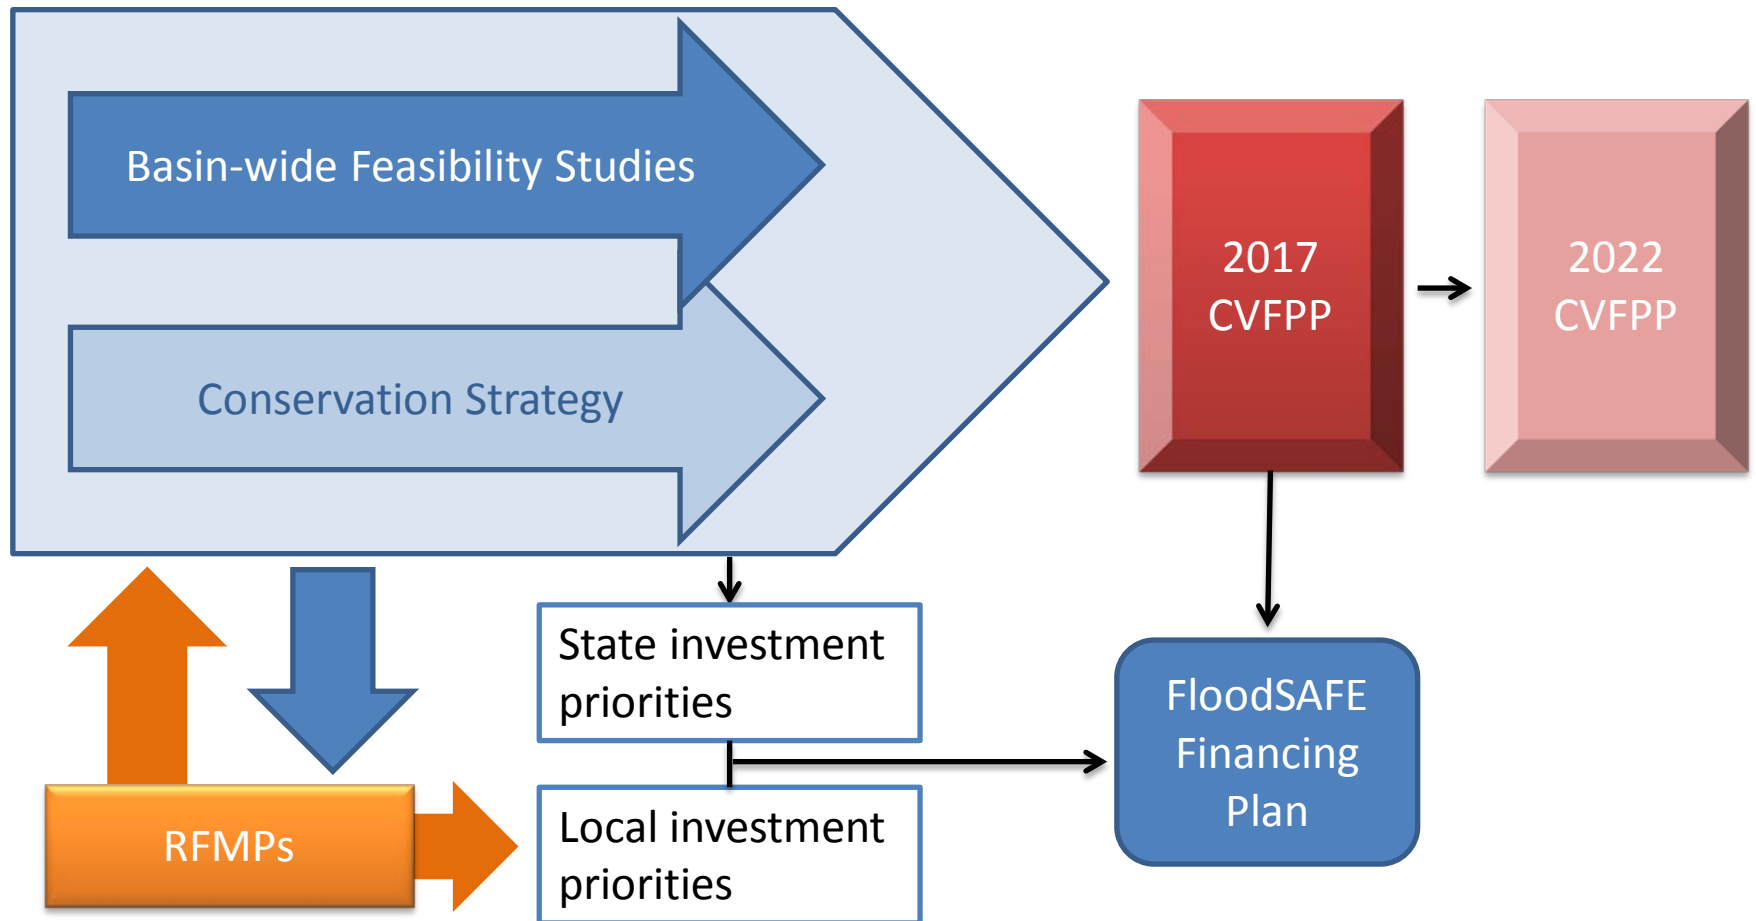 Basin-wide Feasibility Studies
Conservation Strategy
2017
CVFPP
2022
CVFPP
State investment
priorities
FloodSAFE
Financing
Plan
RFMPs
Local investment
priorities